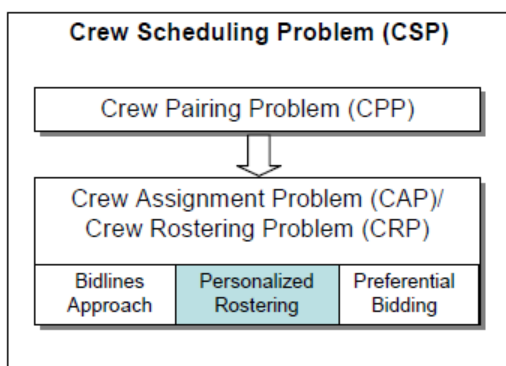 Crew Scheduling Problem (CSP)
Crew Pairing Problem (CPP)
Crew Assignment Problem (CAP)/
Crew Rostering Problem (CRP)
Bidlines
Approach
Personalized
Rostering
Preferential
Bidding